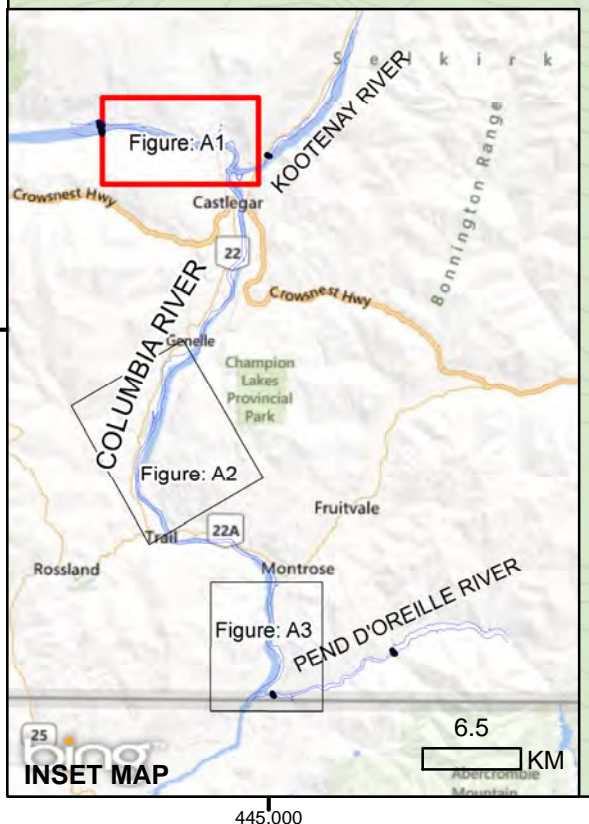 Selkirk
KOOTENAY RIVER
Figure: A1
Bonnington Range
Crowsnest Hwy
Castlegar
22
Crowsnest Hwy
COLUMBIA RIVER
Genelle
Champion
Lakes
Provincial
Park
Figure: A2
Fruitvale
Trail
22A
Rossland
Montrose
PEND D'OREILLE RIVER
Figure: A3
25
bing™
6.5
KM
INSET MAP
Abercrombie
Mountain
445,000